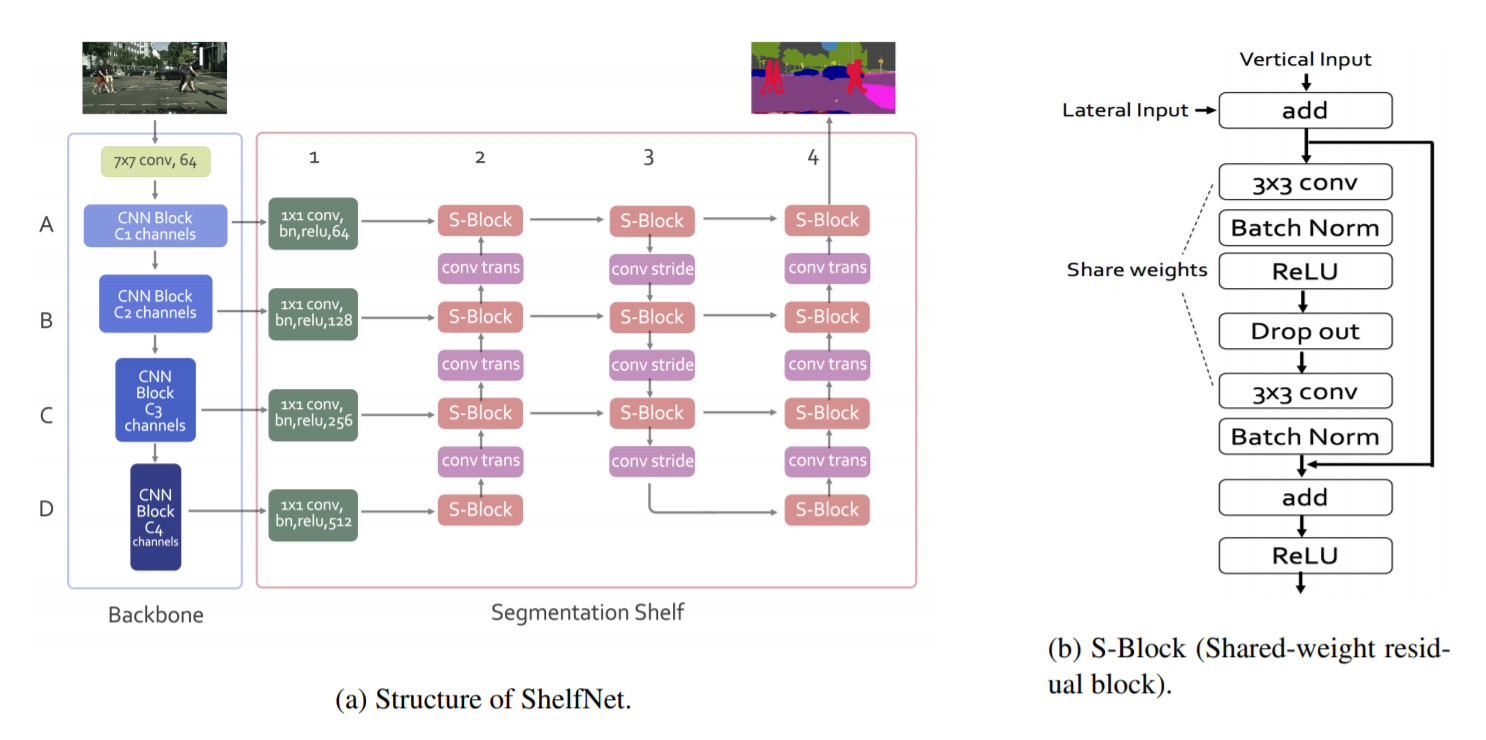 7x7 conv, 64
1
2
3
4
A
CNN Block
C1 channels
1x1 conv,
bn,relu,64
S-Block
S-Block
S-Block
conv trans
conv stride
conv trans
B
CNN Block
C2 channels
1x1 conv,
bn,relu,128
S-Block
S-Block
S-Block
conv trans
conv stride
conv trans
C
CNN
Block
C3
channels
1x1 conv,
bn,relu,256
S-Block
S-Block
S-Block
conv trans
conv stride
conv trans
D
CNN
Block
C4
channels
1x1 conv,
bn,relu,512
S-Block
S-Block
Backbone
Segmentation Shelf
(a) Structure of ShelfNet.
Vertical Input
Lateral Input
add
3x3 conv
Batch Norm
Share weights
ReLU
Drop out
3x3 conv
Batch Norm
add
ReLU
(b) S-Block (Shared-weight resid-
ual block).